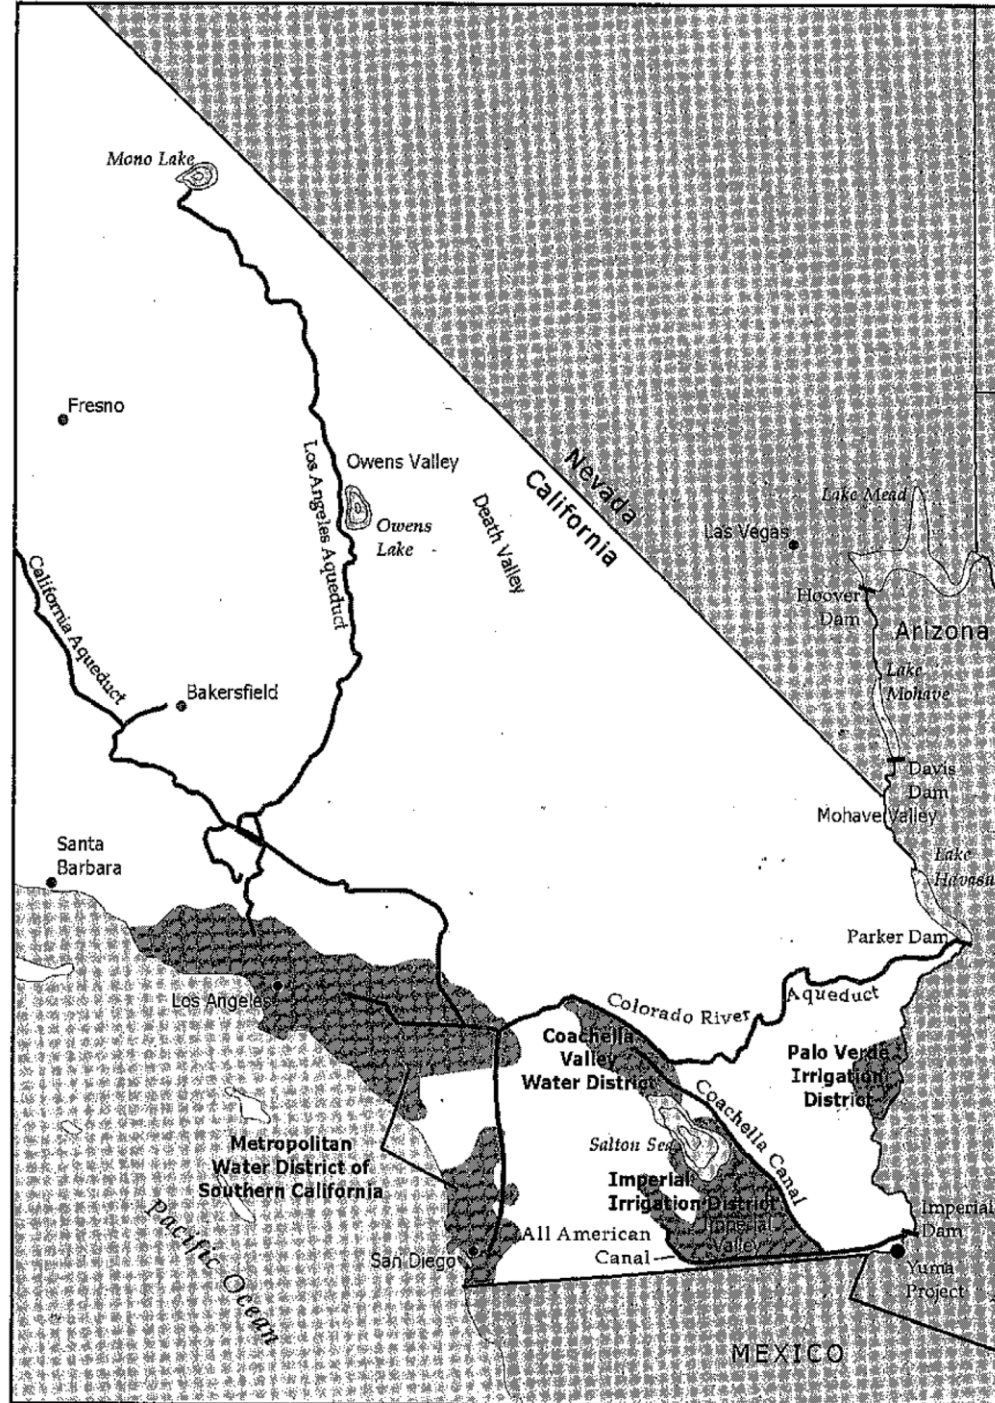 Mono Lake
Fresno
Los Angeles Aqueduct
Owens Valley
Owens
Lake
Death Valley
Nevada
California
Lake Mead
Las Vegas
Hoover
Dam
Arizona
California Aqueduct
Bakersfield
Lake
Mohave
Davis
Dam
Mohave Valley
Santa
Barbara
Lake
Havasu
Parker Dam
Los Angeles
Colorado River
Aqueduct
Coachella
Valley
Water District
Palo Verde
Irrigation
District
Coachella Canal
Metropolitan
Water District of
Southern California
Salton Sea
Imperial
Irrigation District
Imperial
Valley
All American
Canal
Imperial
Dam
San Diego
Yuma
Project
Pacific Ocean
MEXICO